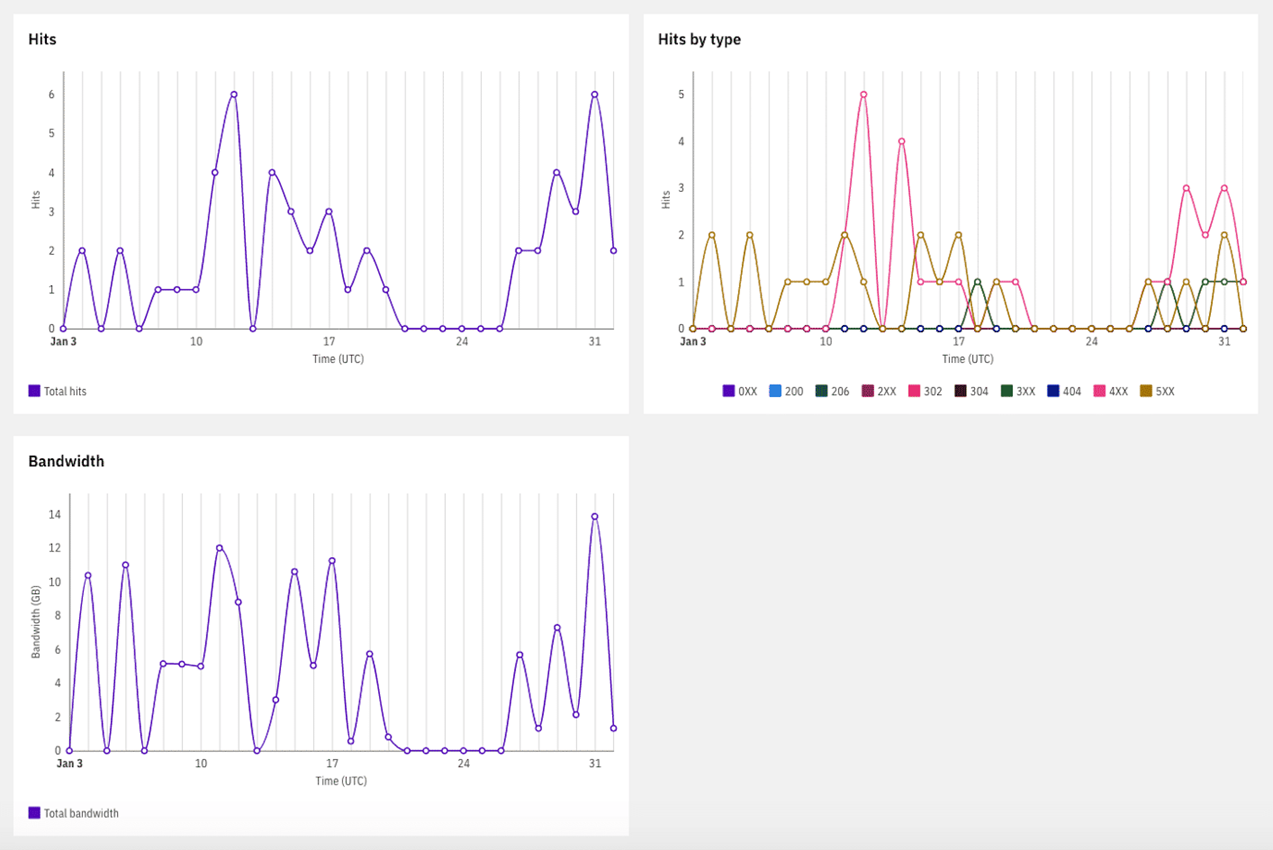 Hits
6
5
4
3
2
1
0
Hits
Jan 3 10 17 24 31
Time (UTC)
Total hits
Hits by type
5
4
3
2
1
0
Hits
Jan 3 10 17 24 31
Time (UTC)
0XX 200 206 2XX 302 304 3XX 404 4XX 5XX
Bandwidth
14
12
10
8
6
4
2
0
Bandwidth (GB)
Jan 3 10 17 24 31
Time (UTC)
Total bandwidth